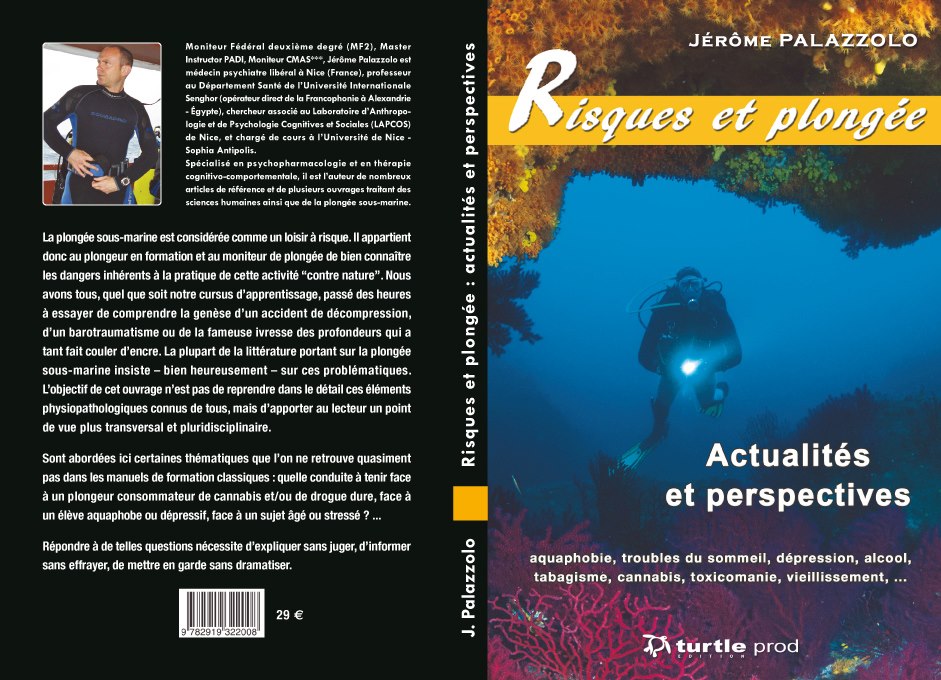 Moniteur Fédéral deuxième degré (MF2), Master
Instructor PADI, Moniteur CMAS***, Jérôme Palazzolo est
médecin psychiatre libéral à Nice (France), professeur
au Département Santé de l'Université Internationale
Senghor (opérateur direct de la Francophonie à Alexandrie
- Égypte), chercheur associé au Laboratoire d'Anthropo-
logie et de Psychologie Cognitives et Sociales (LAPCOS)
de Nice, et chargé de cours à l'Université de Nice -
Sophia Antipolis.
Spécialisé en psychopharmacologie et en thérapie
cognitivo-comportementale, il est l'auteur de nombreux
articles de référence et de plusieurs ouvrages traitant des
sciences humaines ainsi que de la plongée sous-marine.
La plongée sous-marine est considérée comme un loisir à risque. Il appartient
donc au plongeur en formation et au moniteur de plongée de bien connaître
les dangers inhérents à la pratique de cette activité “contre nature”. Nous
avons tous, quel que soit notre cursus d'apprentissage, passé des heures
à essayer de comprendre la genèse d'un accident de décompression,
d'un barotraumatisme ou de la fameuse ivresse des profondeurs qui a
tant fait couler d'encre. La plupart de la littérature portant sur la plongée
sous-marine insiste – bien heureusement – sur ces problématiques.
L'objectif de cet ouvrage n'est pas de reprendre dans le détail ces éléments
physiopathologiques connus de tous, mais d'apporter au lecteur un point
de vue plus transversal et pluridisciplinaire.
Sont abordées ici certaines thématiques que l'on ne retrouve quasiment
pas dans les manuels de formation classiques : quelle conduite à tenir face
à un plongeur consommateur de cannabis et/ou de drogue dure, face à
un élève aquaphobe ou dépressif, face à un sujet âgé ou stressé ? ...
Répondre à de telles questions nécessite d'expliquer sans juger, d'informer
sans effrayer, de mettre en garde sans dramatiser.
9 782919 322008
29 €
J. Palazzolo
Risques et plongée : actualités et perspectives
JÉRÔME PALAZZOLO
Risques et plongée
Actualités
et perspectives
aquaphobie, troubles du sommeil, dépression, alcool,
tabagisme, cannabis, toxicomanie, vieillissement, ...
turtle prod
EDITION
SCUBAPRO